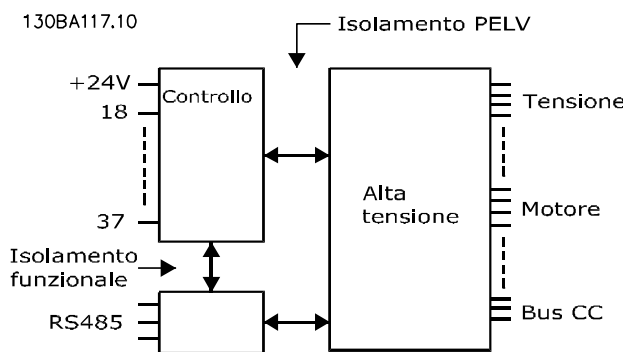 130BA117.10
Isolamento PELV
+24V
Controllo
Tensione
18
Alta
tensione
Motore
37
Isolamento
funzionale
RS485
Bus CC